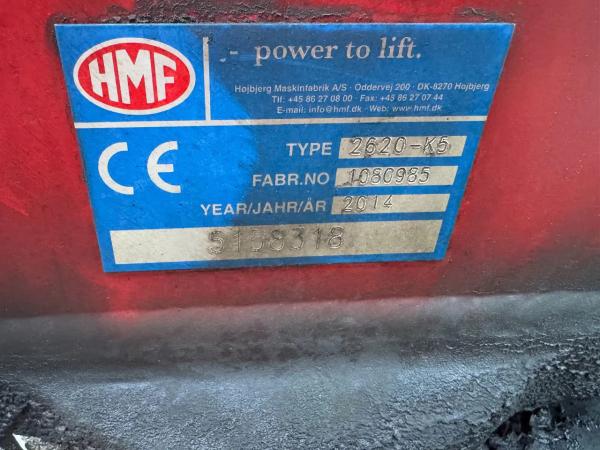 HMF
- power to lift.
Højbjerg Maskinfabrik A/S · Oddervej 200 · DK-8270 Højbjerg
Tlf: +45 86 27 08 00 · Fax: +45 86 27 07 44
E-mail: info@hmf.dk · Web: www.hmf.dk
CE
TYPE 2620-K5
FABR.NO 1080985
YEAR/JAHR/ÅR 2014
5138318